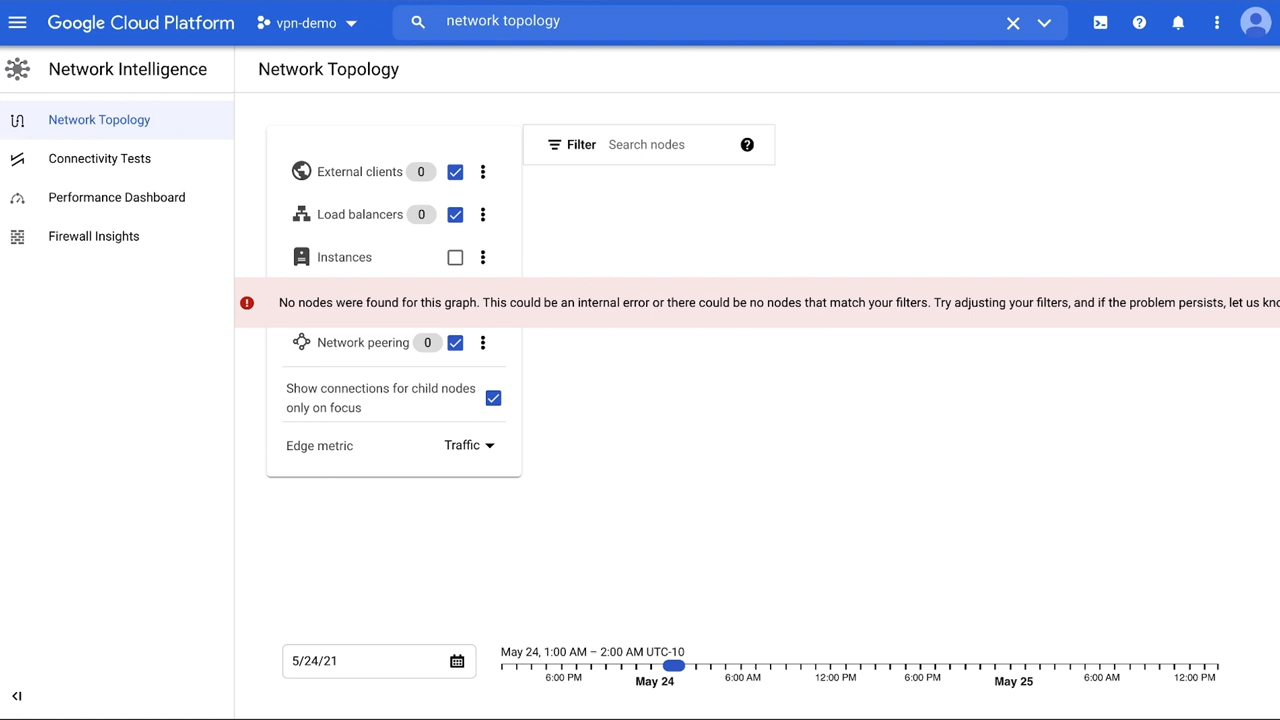 Google Cloud Platform
vpn-demo
network topology
Network Intelligence
Network Topology
Network Topology
Connectivity Tests
Performance Dashboard
Firewall Insights
Filter Search nodes
External clients 0
Load balancers 0
Instances
No nodes were found for this graph. This could be an internal error or there could be no nodes that match your filters. Try adjusting your filters, and if the problem persists, let us kno
Network peering 0
Show connections for child nodes
only on focus
Edge metric Traffic
5/24/21
May 24, 1:00 AM – 2:00 AM UTC-10
6:00 PM May 24 6:00 AM 12:00 PM 6:00 PM May 25 6:00 AM 12:00 PM